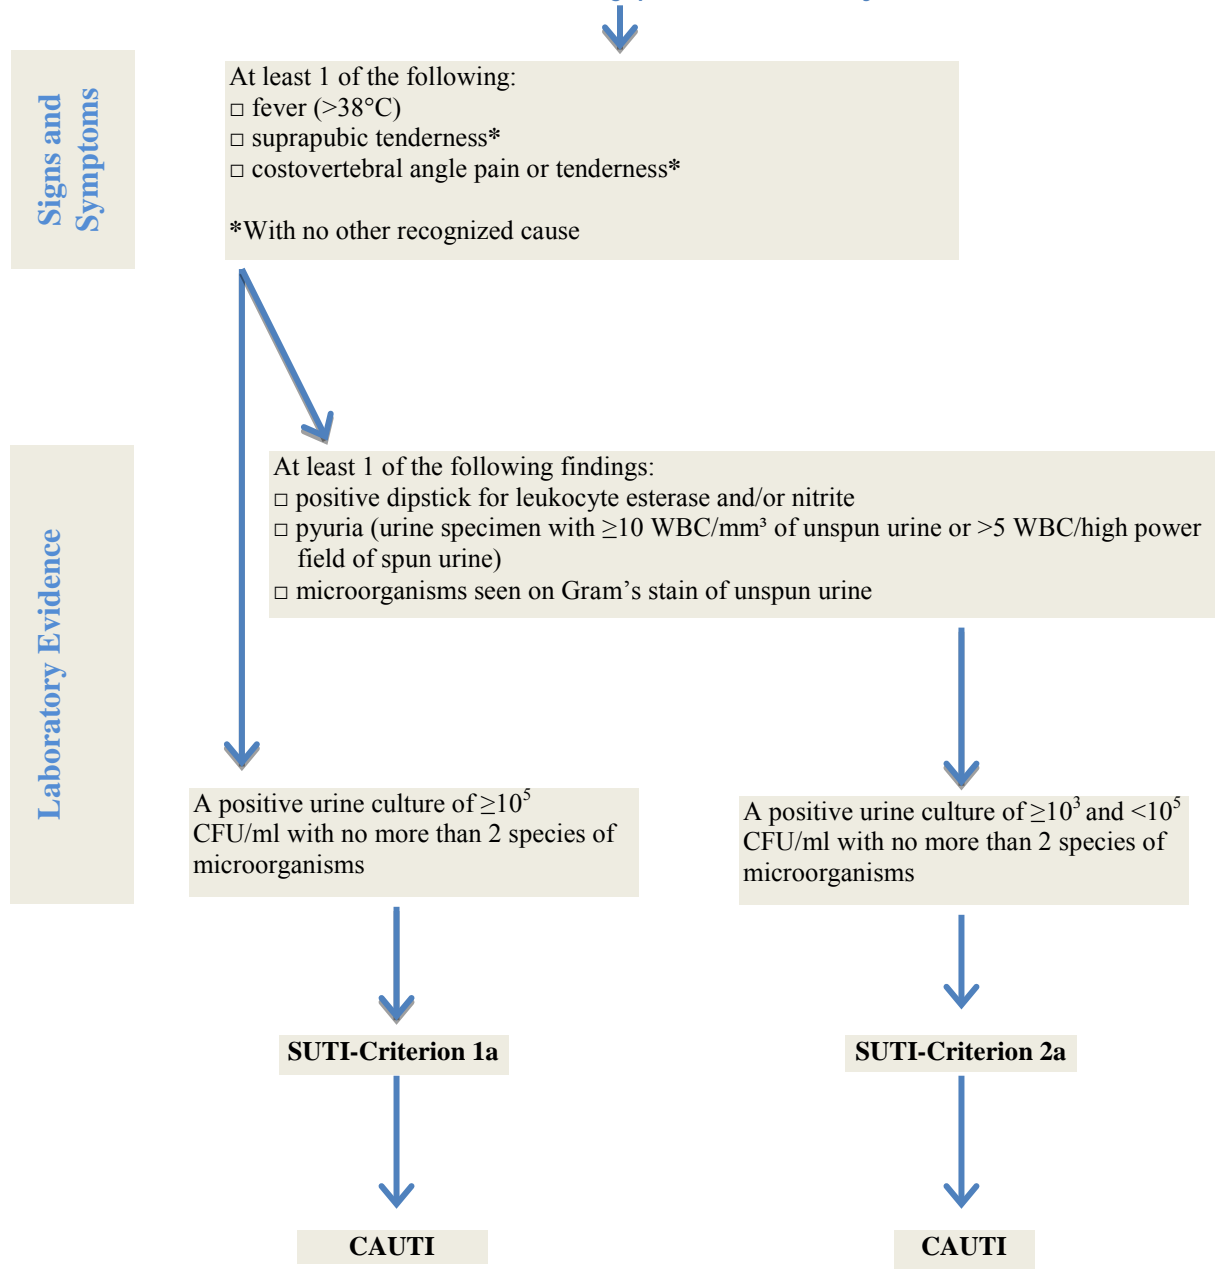 Signs and
Symptoms
At least 1 of the following:
□ fever (>38°C)
□ suprapubic tenderness*
□ costovertebral angle pain or tenderness*
*With no other recognized cause
Laboratory Evidence
At least 1 of the following findings:
□ positive dipstick for leukocyte esterase and/or nitrite
□ pyuria (urine specimen with ≥10 WBC/mm³ of unspun urine or >5 WBC/high power
field of spun urine)
□ microorganisms seen on Gram’s stain of unspun urine
A positive urine culture of ≥10⁵
CFU/ml with no more than 2 species of
microorganisms
A positive urine culture of ≥10³ and <10⁵
CFU/ml with no more than 2 species of
microorganisms
SUTI-Criterion 1a
SUTI-Criterion 2a
CAUTI
CAUTI